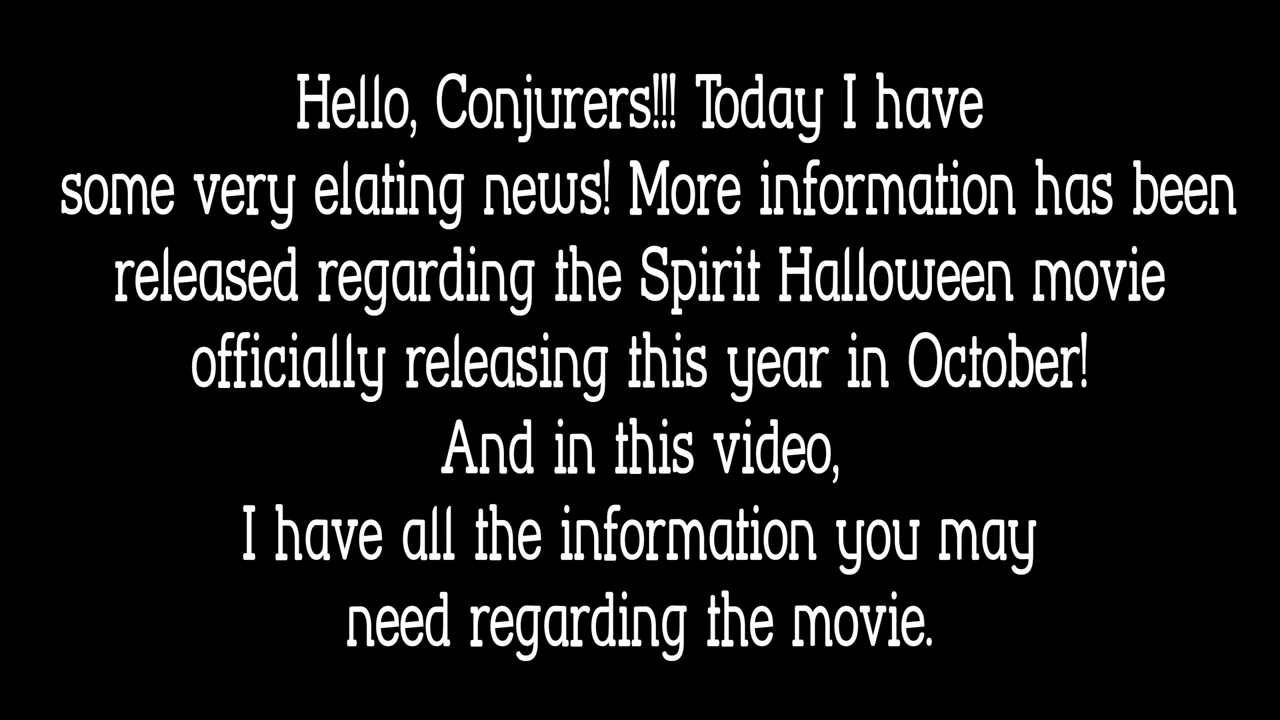 Hello, Conjurers!!! Today I have
some very elating news! More information has been
released regarding the Spirit Halloween movie
officially releasing this year in October!
And in this video,
I have all the information you may
need regarding the movie.